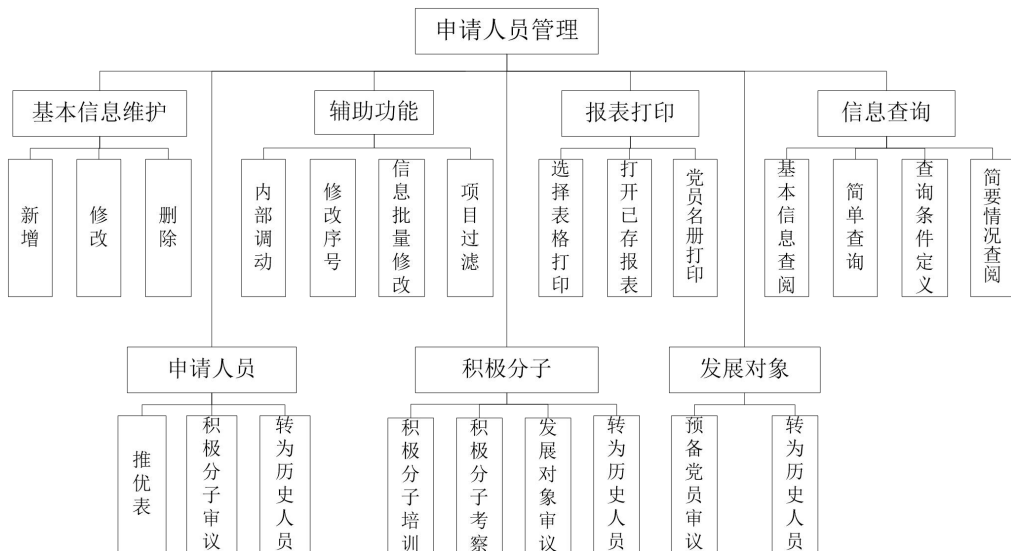 申请人员管理
基本信息维护
辅助功能
报表打印
信息查询
新增
修改
删除
内部调动
修改序号
信息批量修改
项目过滤
选择表格打印
打开已存报表
党员名册打印
基本信息查阅
简单查询
查询条件定义
简要情况查阅
申请人员
积极分子
发展对象
推优表
积极分子审议
转为历史人员
积极分子培训
积极分子考察
发展对象审议
转为历史人员
预备党员审议
转为历史人员